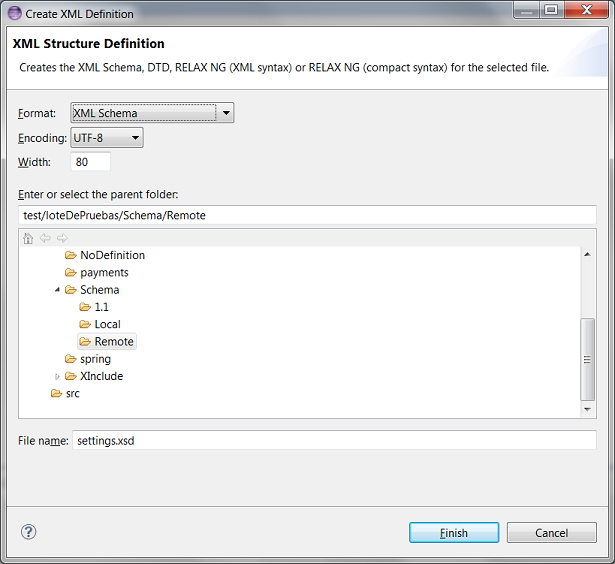 Create XML Definition
XML Structure Definition
Creates the XML Schema, DTD, RELAX NG (XML syntax) or RELAX NG (compact syntax) for the selected file.
Format: XML Schema
Encoding: UTF-8
Width: 80
Enter or select the parent folder:
test/loteDePruebas/Schema/Remote
NoDefinition
payments
Schema
1.1
Local
Remote
spring
XInclude
src
File name: settings.xsd
? Finish Cancel